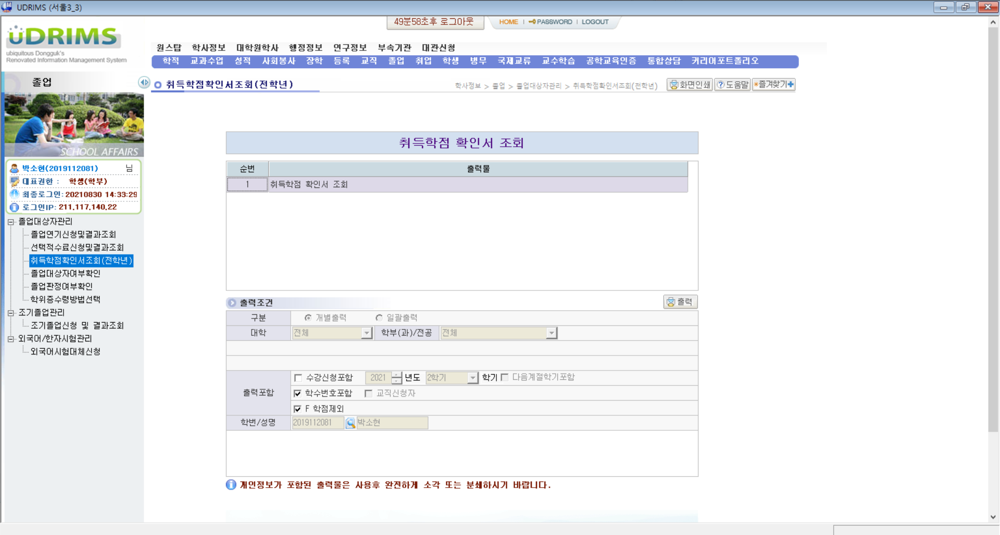 UDRIMS (서울3_3)
49분58초후 로그아웃
HOME | PASSWORD | LOGOUT
UDRIMS
ubiquitous Dongguk's
Renovated Information Management System
원스탑 학사정보 대학원학사 행정정보 연구정보 부속기관 대관신청
학적 교과수업 성적 사회봉사 장학 등록 교직 졸업 취업 학생 병무 국제교류 교수학습 공학교육인증 통합상담 커리어포트폴리오
졸업
취득학점확인서조회(전학년)
학사정보 > 졸업 > 졸업대상자관리 > 취득학점확인서조회(전학년)
화면인쇄 도움말 즐겨찾기
SCHOOL AFFAIRS
박소현(2019112081) 님
대표권한 : 학생(학부)
최종로그인: 20210830 14:33:29
로그인IP: 211.117.140.22
졸업대상자관리
졸업연기신청및결과조회
선택적수료신청및결과조회
취득학점확인서조회(전학년)
졸업대상자여부확인
졸업판정여부확인
학위증수령방법선택
조기졸업관리
조기졸업신청 및 결과조회
외국어/한자시험관리
외국어시험대체신청
취득학점 확인서 조회
순번 출력물
1 취득학점 확인서 조회
출력조건
출력
구분 개별출력 일괄출력
대학 전체 학부(과)/전공 전체
출력포함
수강신청포함 2021 년도 2학기 학기 다음계절학기포함
학수번호포함 교직신청자
F 학점제외
학번/성명 2019112081 박소현
개인정보가 포함된 출력물은 사용후 완전하게 소각 또는 분쇄하시기 바랍니다.